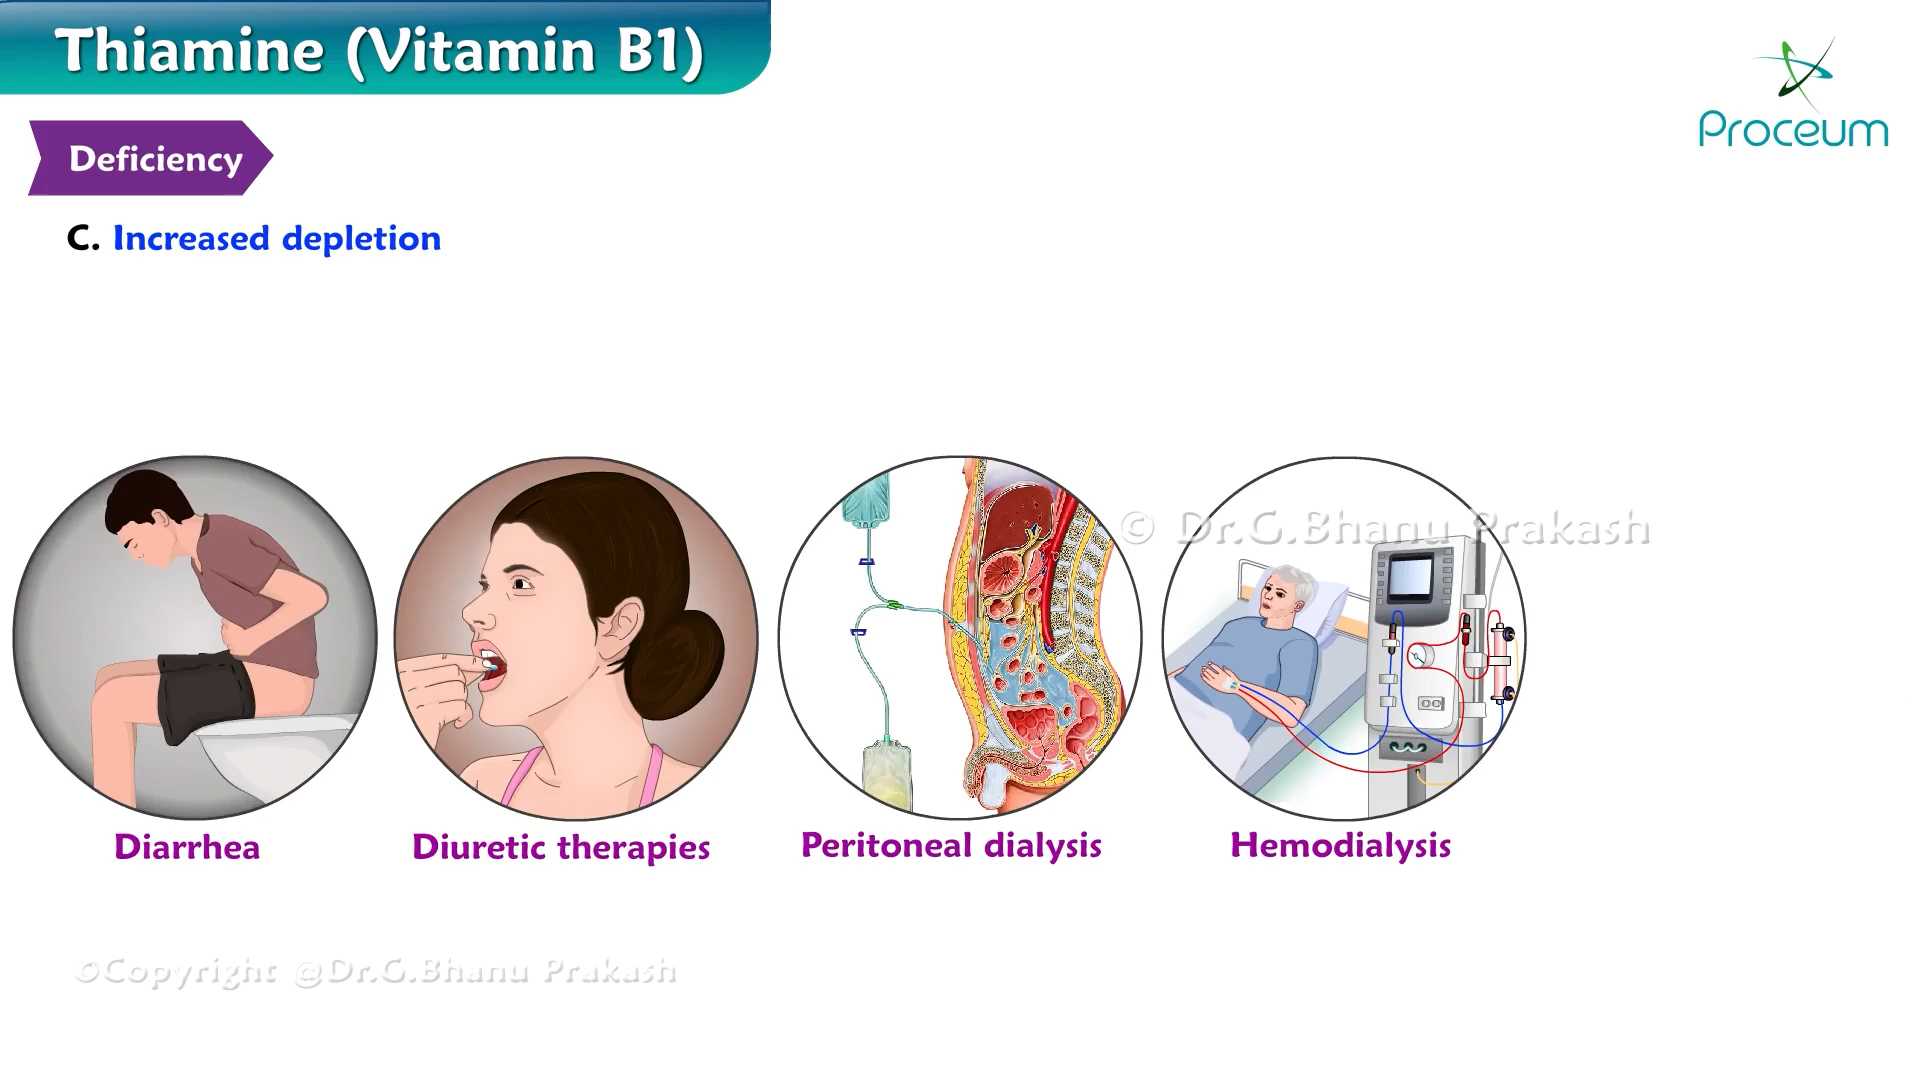 Thiamine (Vitamin B1)
Proceum
Deficiency
C. Increased depletion
© Dr.G.Bhanu Prakash
Diarrhea
Diuretic therapies
Peritoneal dialysis
Hemodialysis
©Copyright @Dr.G.Bhanu Prakash